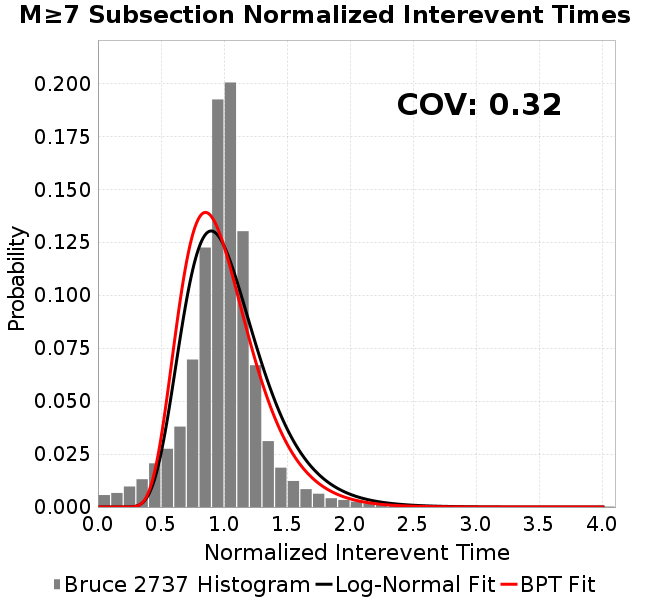 M≥7 Subsection Normalized Interevent Times
COV: 0.32
Probability
0.200
0.175
0.150
0.125
0.100
0.075
0.050
0.025
0.000
0.0 0.5 1.0 1.5 2.0 2.5 3.0 3.5 4.0
Normalized Interevent Time
Bruce 2737 Histogram Log-Normal Fit BPT Fit